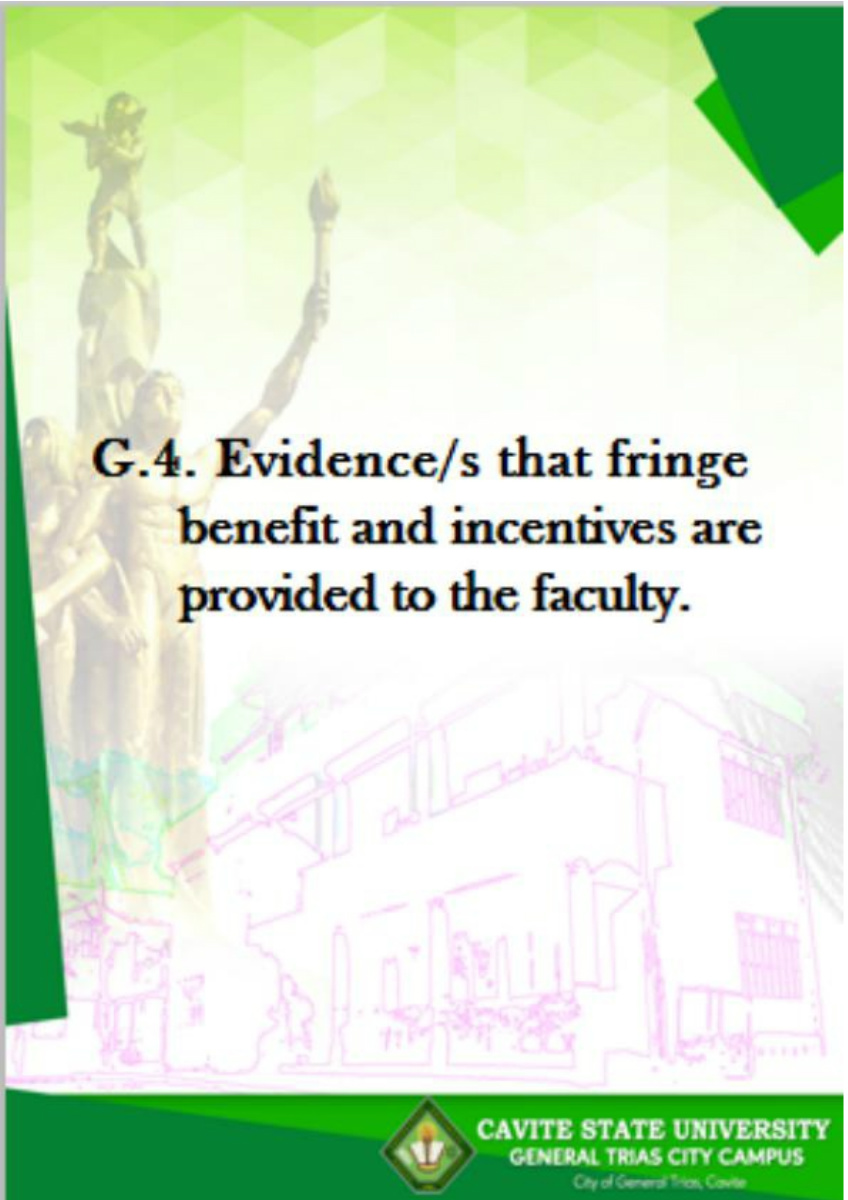 G.4. Evidence/s that fringe
benefit and incentives are
provided to the faculty.
CAVITE STATE UNIVERSITY
GENERAL TRIAS CITY CAMPUS
City of General Trias, Cavite